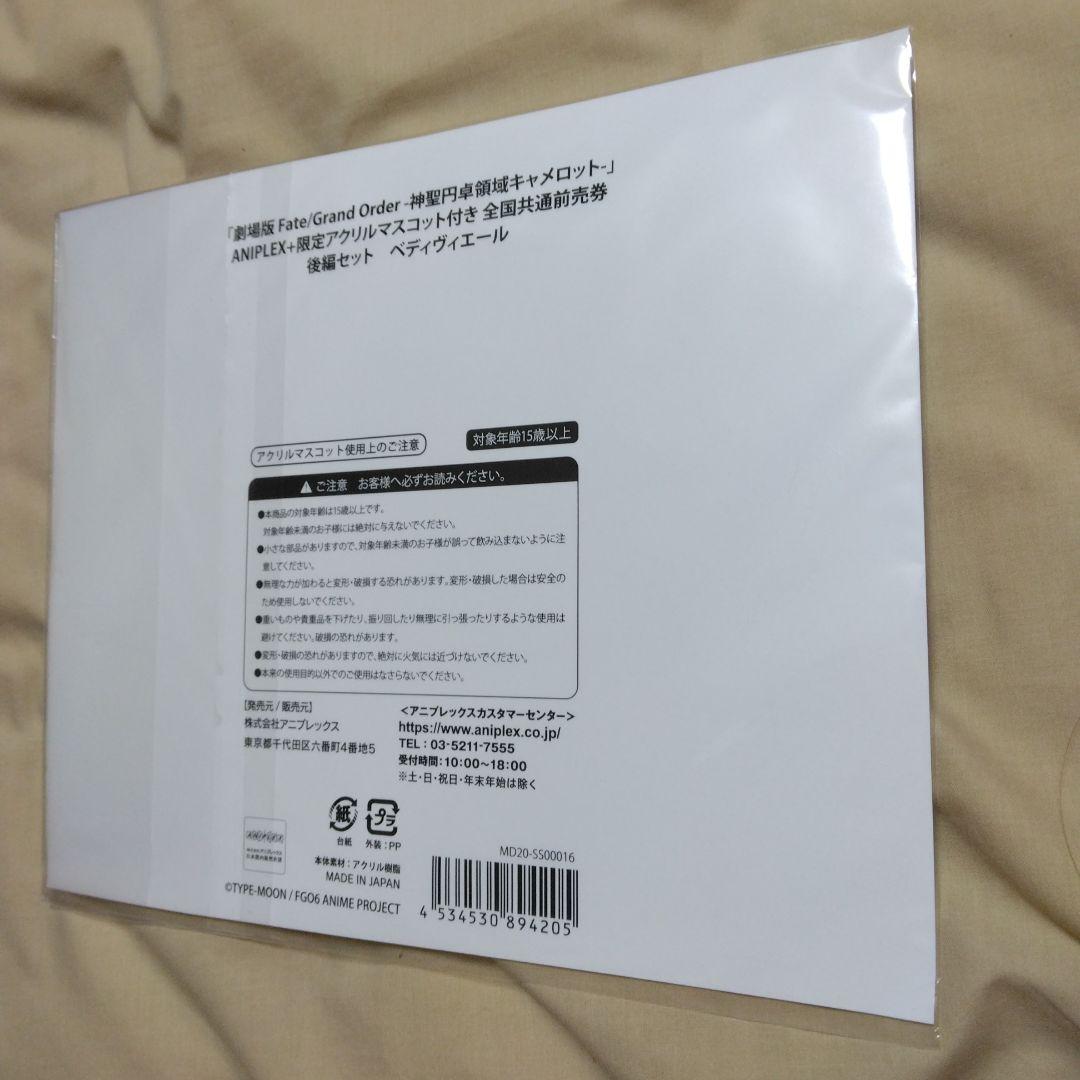 「劇場版 Fate/Grand Order -神聖円卓領域キャメロット-」
ANIPLEX+限定アクリルマスコット付き 全国共通前売券
後編セット　ベディヴィエール
アクリルマスコット使用上のご注意
対象年齢15歳以上
ご注意　お客様へ必ずお読みください。
●本商品の対象年齢は15歳以上です。
対象年齢未満のお子様には絶対に与えないでください。
●小さな部品がありますので、対象年齢未満のお子様が誤って飲み込まないように注
意してください。
●無理な力が加わると変形・破損する恐れがあります。変形・破損した場合は安全の
ため使用しないでください。
●重いものや貴重品を下げたり、振り回したり無理に引っ張ったりするような使用は
避けてください。破損の恐れがあります。
●変形・破損の恐れがありますので、絶対に火気には近づけないでください。
●本来の使用目的以外でのご使用はなさらないでください。
[発売元 / 販売元]
株式会社アニプレックス
東京都千代田区六番町4番地5
＜アニプレックスカスタマーセンター＞
https://www.aniplex.co.jp/
TEL : 03-5211-7555
受付時間 : 10:00〜18:00
※土・日・祝日・年末年始は除く
紙
台紙
プラ
外装 : PP
ANIPLEX
株式会社アニプレックス
日本国内販売許諾
本体素材 : アクリル樹脂
MADE IN JAPAN
©TYPE-MOON / FGO6 ANIME PROJECT
MD20-SS00016
4 534530 894205